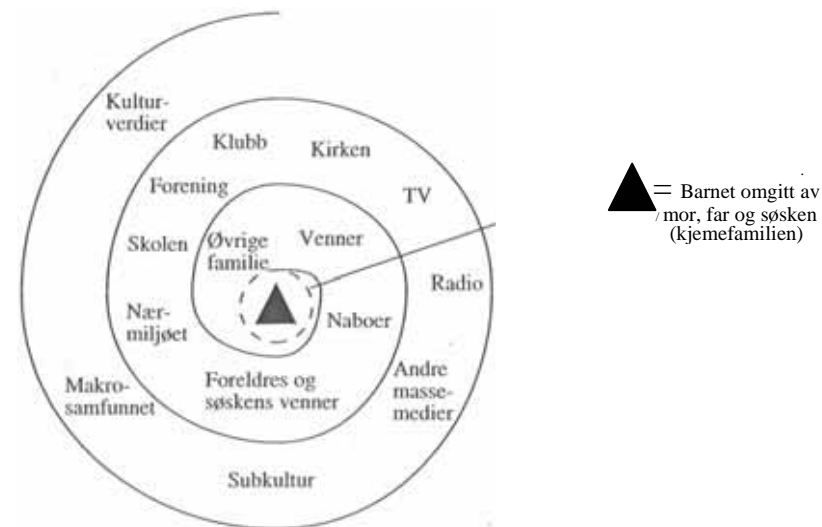 Kultur-
verdier
Klubb
Kirken
Forening
TV
Skolen
Øvrige
familie
Venner
Radio
Nær-
miljøet
Naboer
Makro-
samfunnet
Foreldres og
søskens venner
Andre
masse-
medier
Subkultur
= Barnet omgitt av
mor, far og søsken
(kjemefamilien)